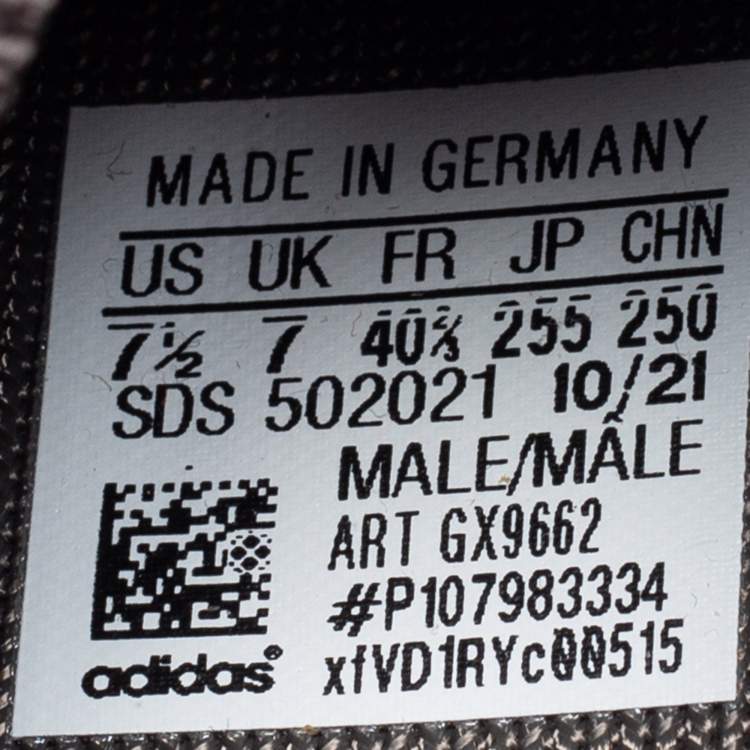 MADE IN GERMANY
US UK FR JP CHN
7½ 7 40⅔ 255 250
SDS 502021 10/21
MALE/MÂLE
ART GX9662
#P107983334
xfVD1RYc00515
adidas®